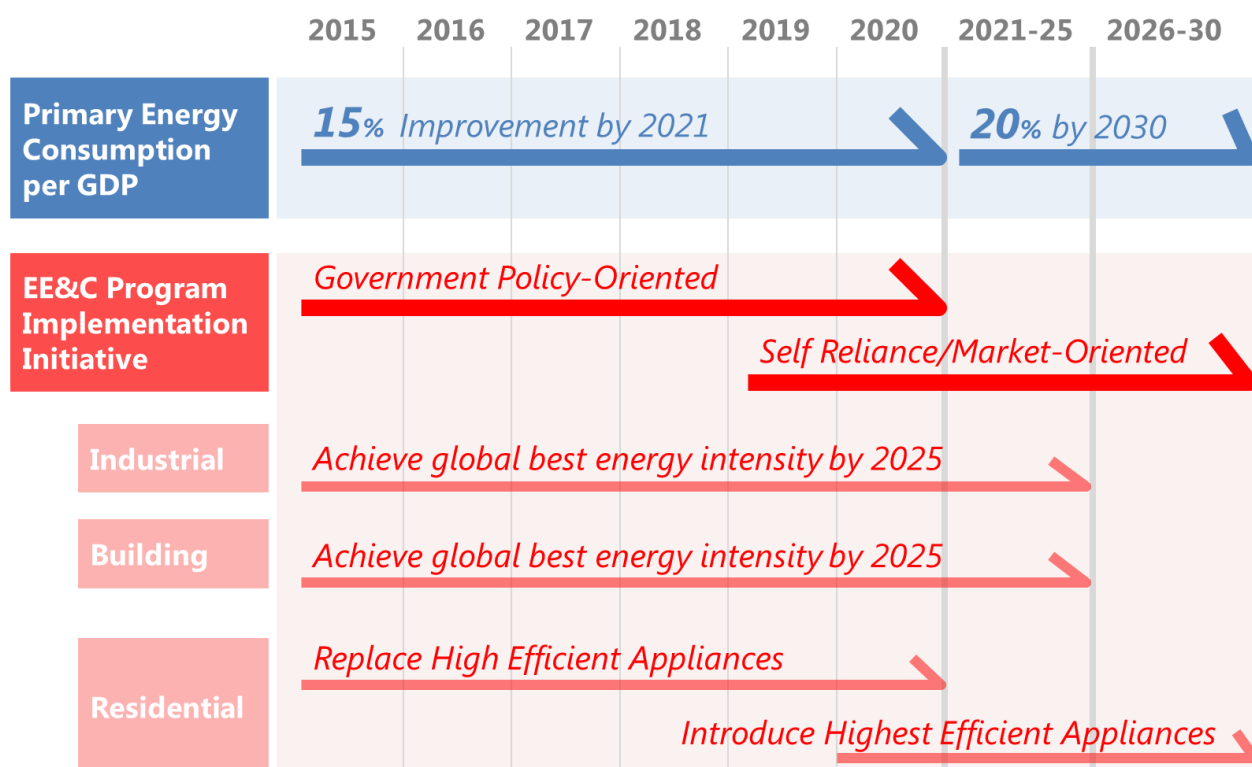 2015 2016 2017 2018 2019 2020 2021-25 2026-30
Primary Energy
Consumption
per GDP
15% Improvement by 2021
20% by 2030
EE&C Program
Implementation
Initiative
Government Policy-Oriented
Self Reliance/Market-Oriented
Industrial
Achieve global best energy intensity by 2025
Building
Achieve global best energy intensity by 2025
Residential
Replace High Efficient Appliances
Introduce Highest Efficient Appliances